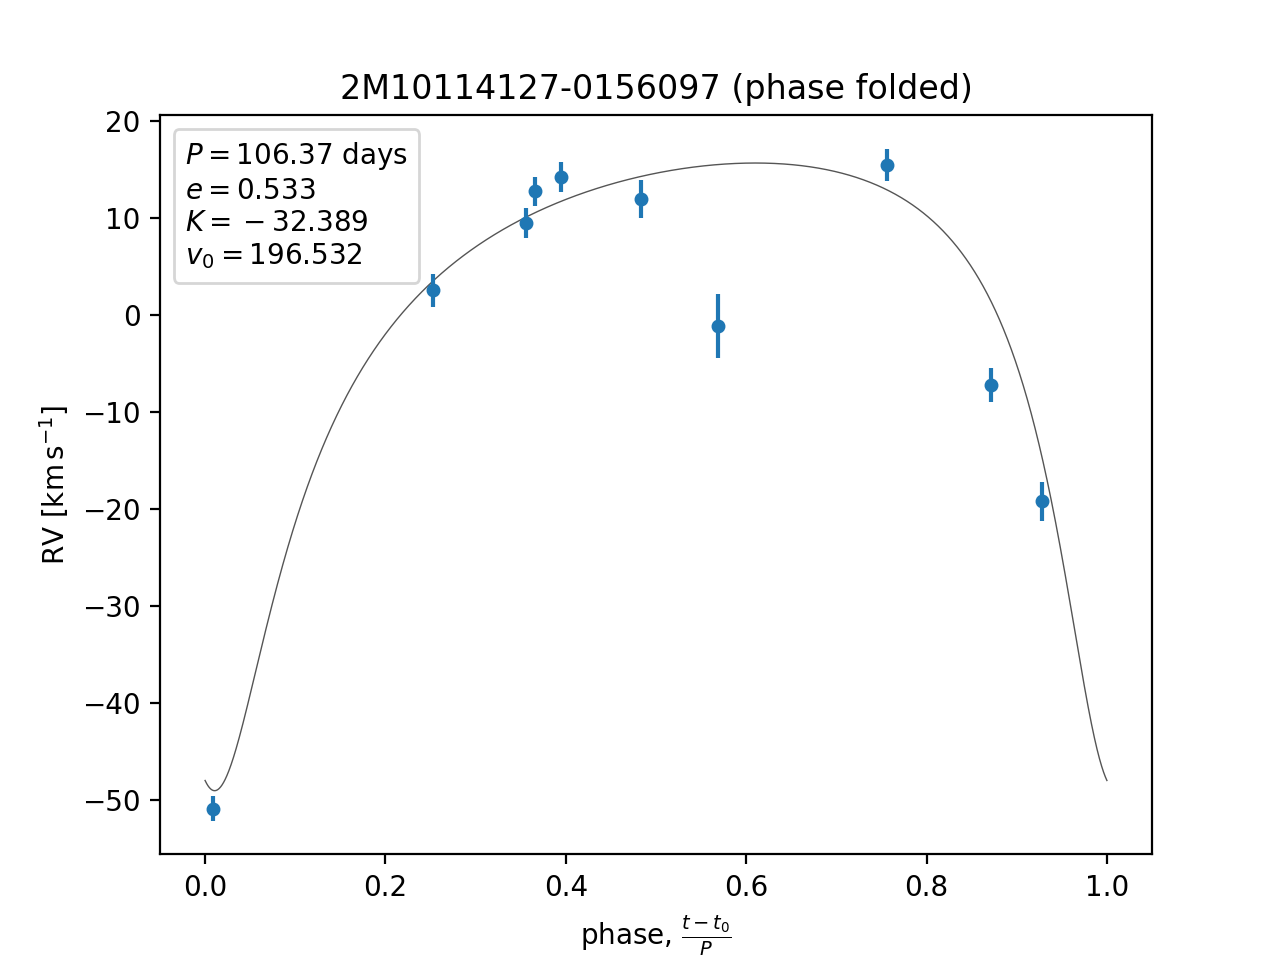 2M10114127-0156097 (phase folded)
P = 106.37 days
e = 0.533
K = − 32.389
v₀ = 196.532
20
10
0
−10
−20
−30
−40
−50
RV [km s⁻¹]
0.0 0.2 0.4 0.6 0.8 1.0
phase, (t − t₀)/P